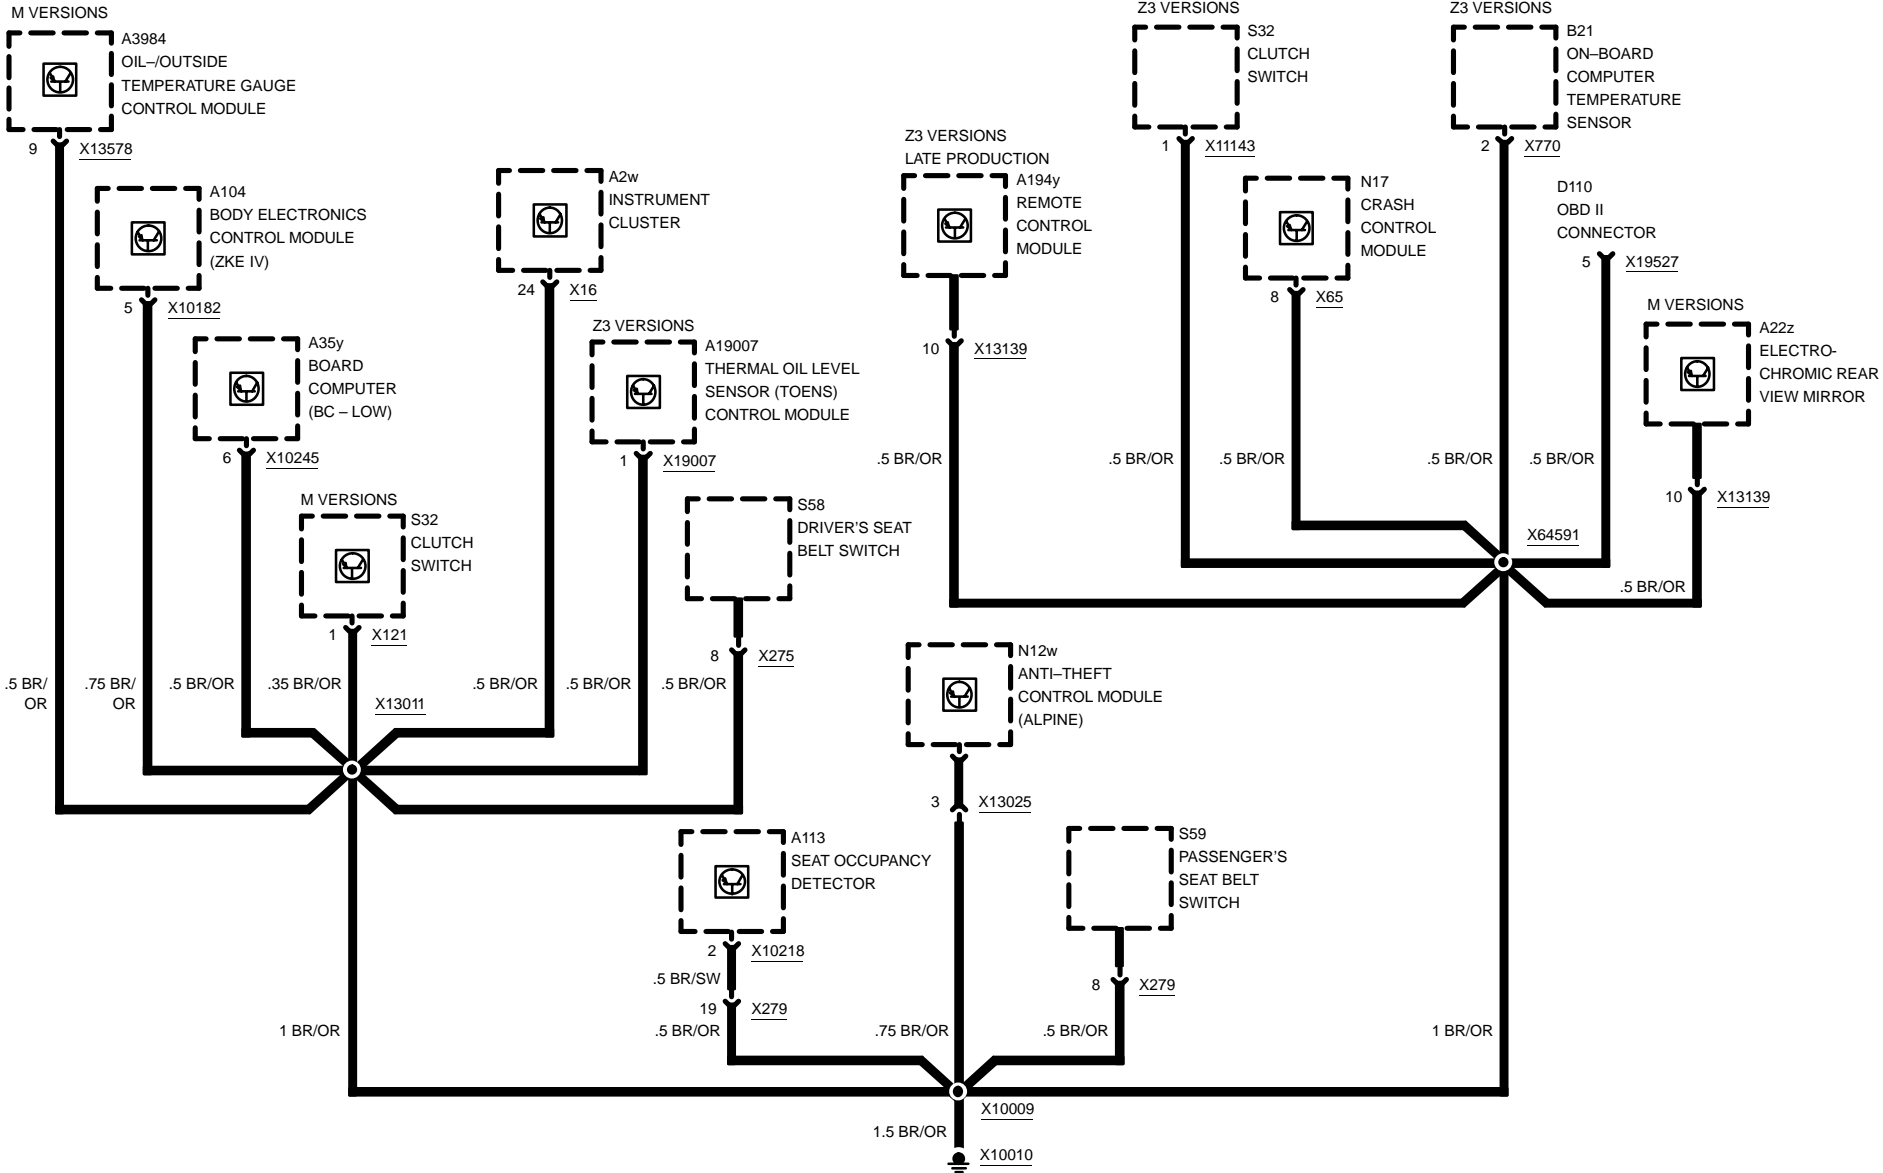 M VERSIONS
A3984
OIL–/OUTSIDE
TEMPERATURE GAUGE
CONTROL MODULE
9
X13578
A104
BODY ELECTRONICS
CONTROL MODULE
(ZKE IV)
5
X10182
A35y
BOARD
COMPUTER
(BC – LOW)
6
X10245
M VERSIONS
S32
CLUTCH
SWITCH
1
X121
A2w
INSTRUMENT
CLUSTER
24
X16
Z3 VERSIONS
A19007
THERMAL OIL LEVEL
SENSOR (TOENS)
CONTROL MODULE
1
X19007
S58
DRIVER'S SEAT
BELT SWITCH
8
X275
.5 BR/
OR
.75 BR/
OR
.5 BR/OR
.35 BR/OR
X13011
.5 BR/OR
.5 BR/OR
.5 BR/OR
Z3 VERSIONS
LATE PRODUCTION
A194y
REMOTE
CONTROL
MODULE
10
X13139
.5 BR/OR
Z3 VERSIONS
S32
CLUTCH
SWITCH
1
X11143
.5 BR/OR
N17
CRASH
CONTROL
MODULE
8
X65
.5 BR/OR
Z3 VERSIONS
B21
ON–BOARD
COMPUTER
TEMPERATURE
SENSOR
2
X770
.5 BR/OR
D110
OBD II
CONNECTOR
5
X19527
.5 BR/OR
M VERSIONS
A22z
ELECTRO-
CHROMIC REAR
VIEW MIRROR
10
X13139
X64591
.5 BR/OR
N12w
ANTI–THEFT
CONTROL MODULE
(ALPINE)
3
X13025
A113
SEAT OCCUPANCY
DETECTOR
2
X10218
.5 BR/SW
19
X279
S59
PASSENGER'S
SEAT BELT
SWITCH
8
X279
1 BR/OR
.5 BR/OR
.75 BR/OR
.5 BR/OR
1 BR/OR
X10009
1.5 BR/OR
X10010